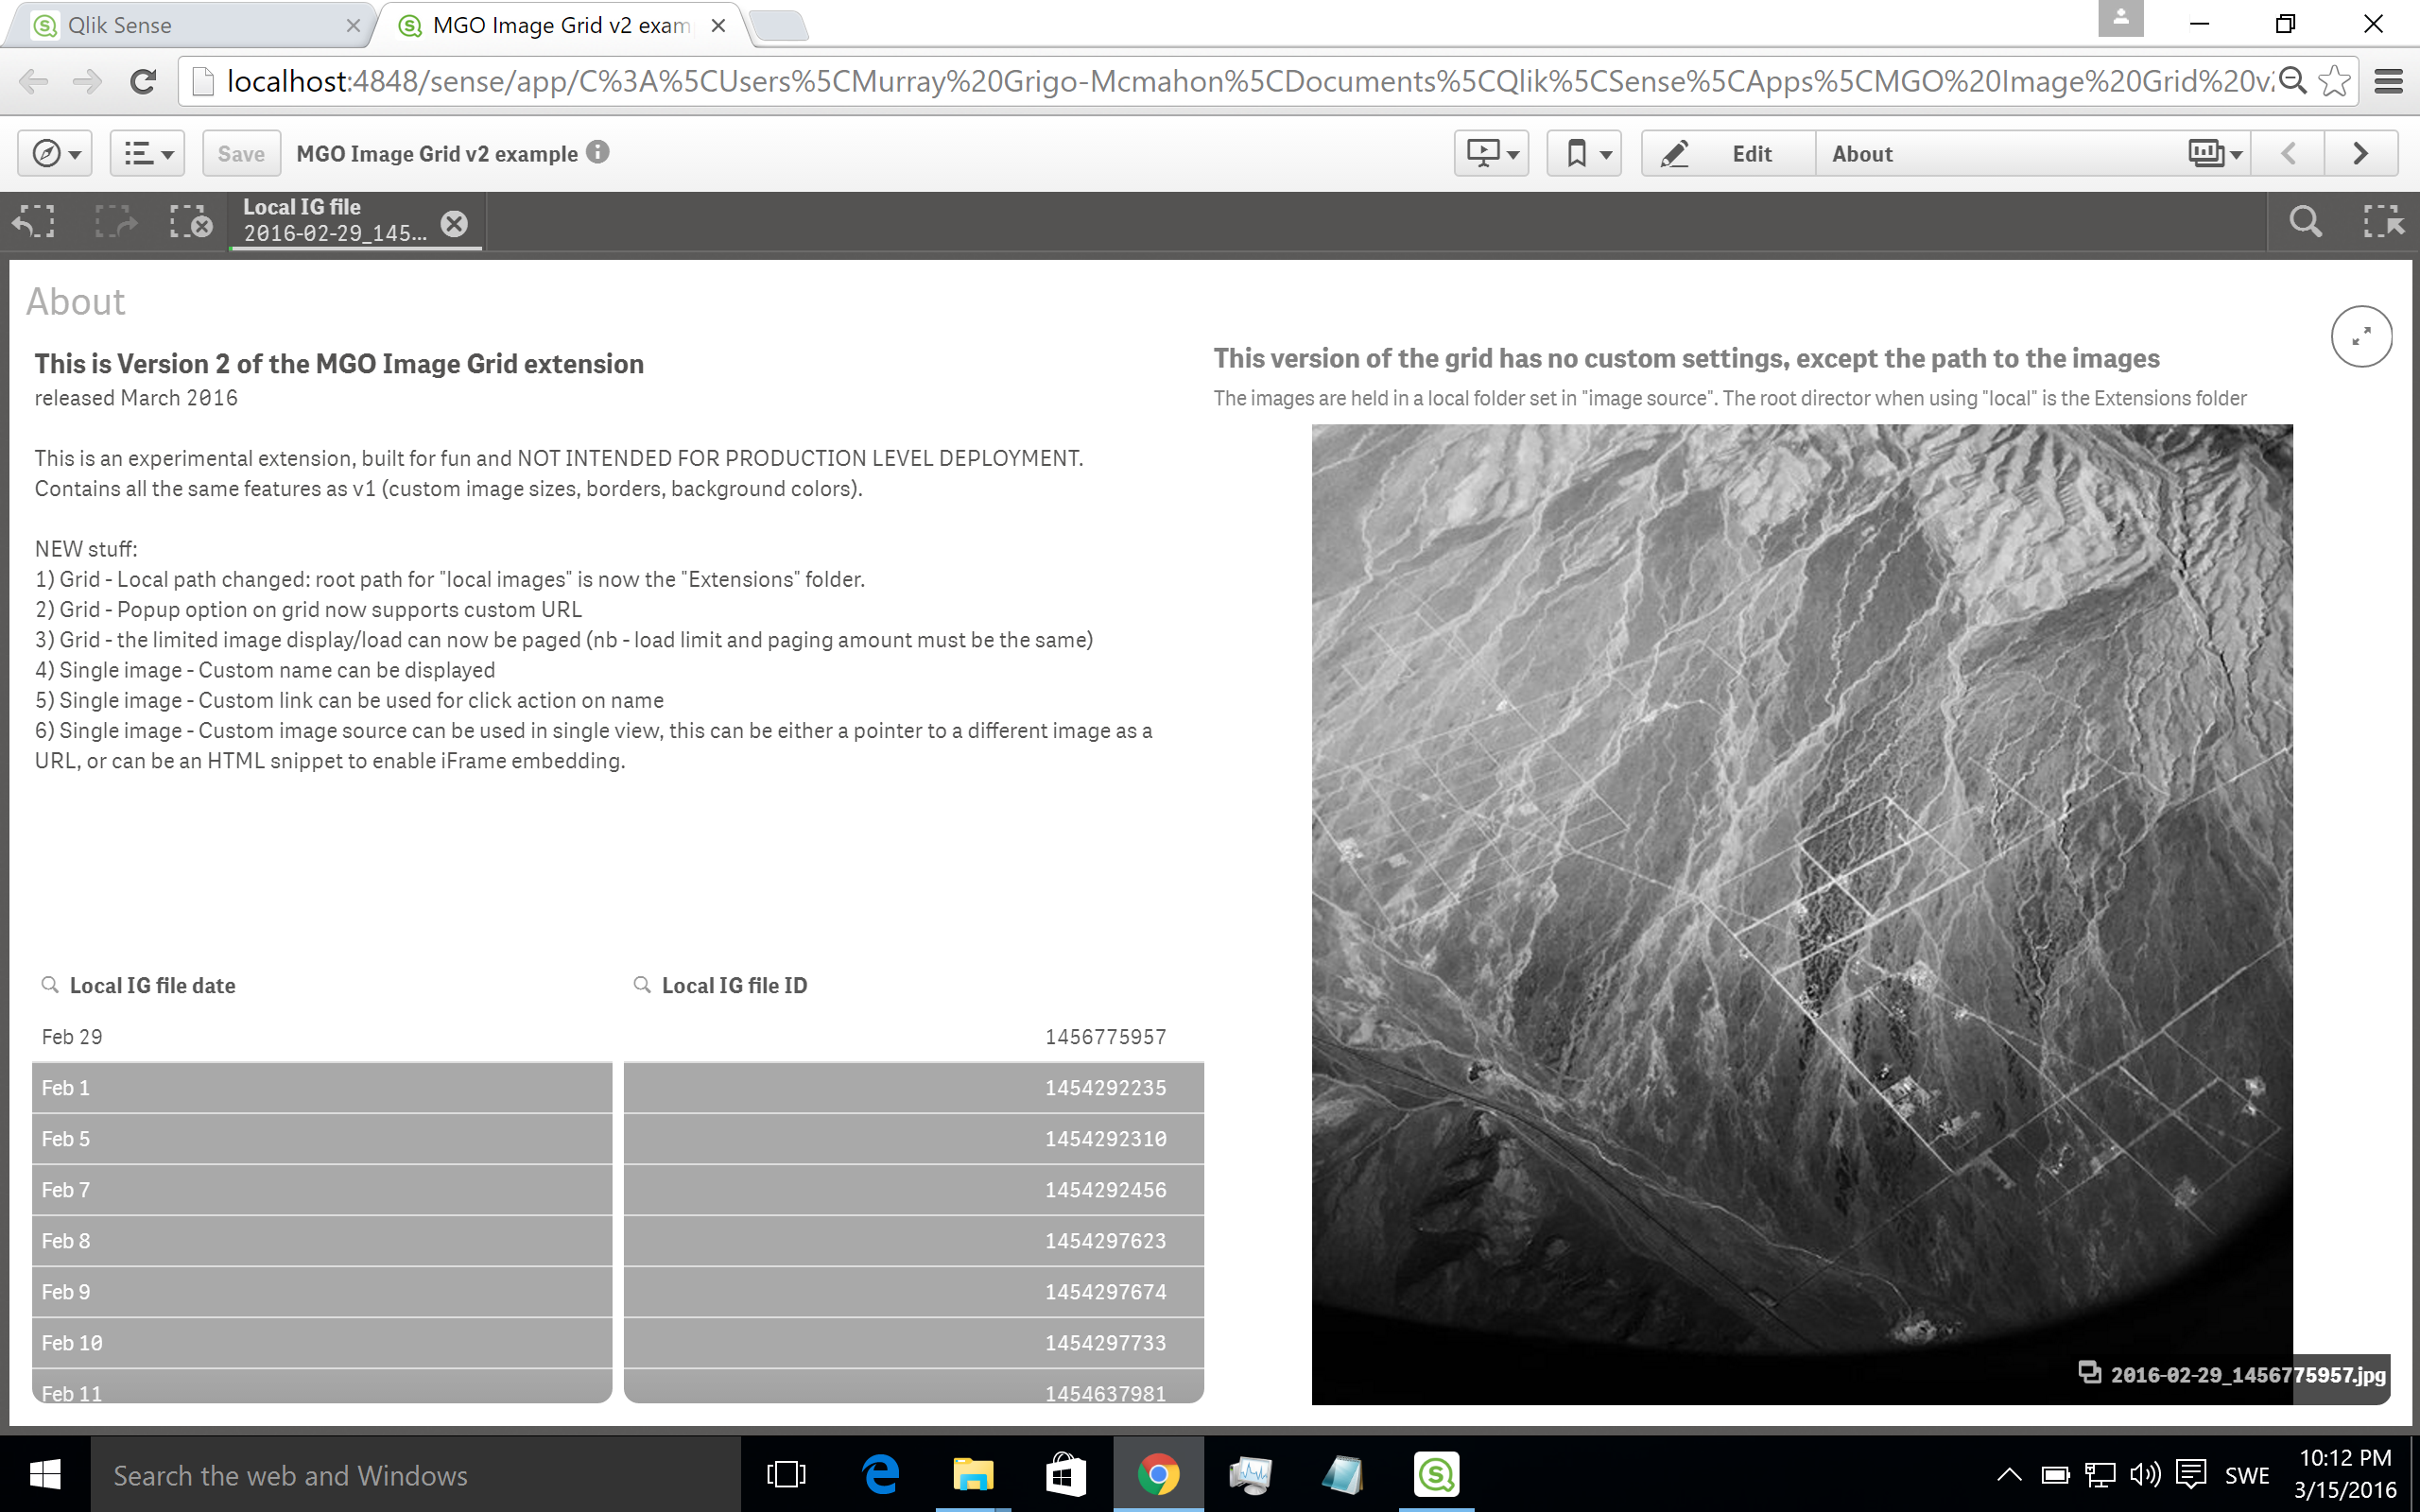 Qlik Sense
MGO Image Grid v2 exam
localhost:4848/sense/app/C%3A%5CUsers%5CMurray%20Grigo-Mcmahon%5CDocuments%5CQlik%5CSense%5CApps%5CMGO%20Image%20Grid%20v
Save
MGO Image Grid v2 example
Edit
About
Local IG file
2016-02-29_145...
About
This is Version 2 of the MGO Image Grid extension
released March 2016
This is an experimental extension, built for fun and NOT INTENDED FOR PRODUCTION LEVEL DEPLOYMENT.
Contains all the same features as v1 (custom image sizes, borders, background colors).
NEW stuff:
1) Grid - Local path changed: root path for "local images" is now the "Extensions" folder.
2) Grid - Popup option on grid now supports custom URL
3) Grid - the limited image display/load can now be paged (nb - load limit and paging amount must be the same)
4) Single image - Custom name can be displayed
5) Single image - Custom link can be used for click action on name
6) Single image - Custom image source can be used in single view, this can be either a pointer to a different image as a
URL, or can be an HTML snippet to enable iFrame embedding.
This version of the grid has no custom settings, except the path to the images
The images are held in a local folder set in "image source". The root director when using "local" is the Extensions folder
2016-02-29_1456775957.jpg
Local IG file date
Local IG file ID
Feb 29 1456775957
Feb 1 1454292235
Feb 5 1454292310
Feb 7 1454292456
Feb 8 1454297623
Feb 9 1454297674
Feb 10 1454297733
Feb 11 1454637981
Search the web and Windows
SWE
10:12 PM
3/15/2016